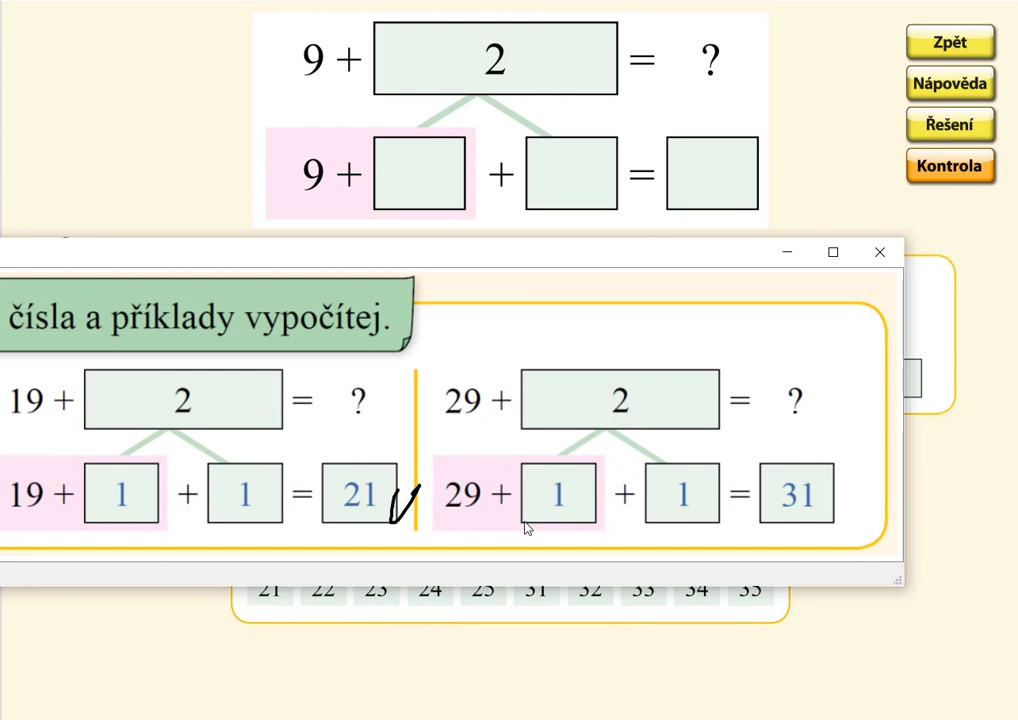 9 + 2 = ?
9 + + =
Zpět
Nápověda
Řešení
Kontrola
čísla a příklady vypočítej.
19 + 2 = ?
19 + 1 + 1 = 21
29 + 2 = ?
29 + 1 + 1 = 31
21 22 23 24 25 31 32 33 34 35